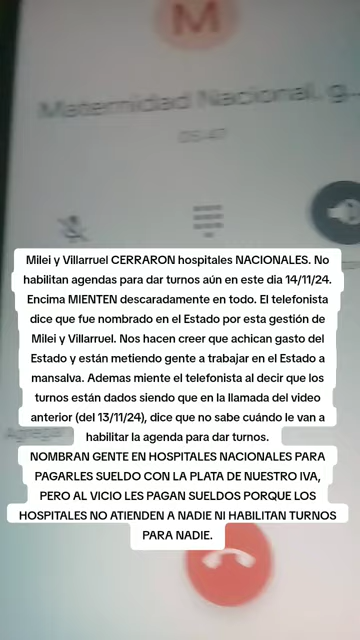 M
Maternidad Nacional, g...
05:47
Milei y Villarruel CERRARON hospitales NACIONALES. No
habilitan agendas para dar turnos aún en este dia 14/11/24.
Encima MIENTEN descaradamente en todo. El telefonista
dice que fue nombrado en el Estado por esta gestión de
Milei y Villarruel. Nos hacen creer que achican gasto del
Estado y están metiendo gente a trabajar en el Estado a
mansalva. Ademas miente el telefonista al decir que los
turnos están dados siendo que en la llamada del video
anterior (del 13/11/24), dice que no sabe cuándo le van a
habilitar la agenda para dar turnos.
NOMBRAN GENTE EN HOSPITALES NACIONALES PARA
PAGARLES SUELDO CON LA PLATA DE NUESTRO IVA,
PERO AL VICIO LES PAGAN SUELDOS PORQUE LOS
HOSPITALES NO ATIENDEN A NADIE NI HABILITAN TURNOS
PARA NADIE.